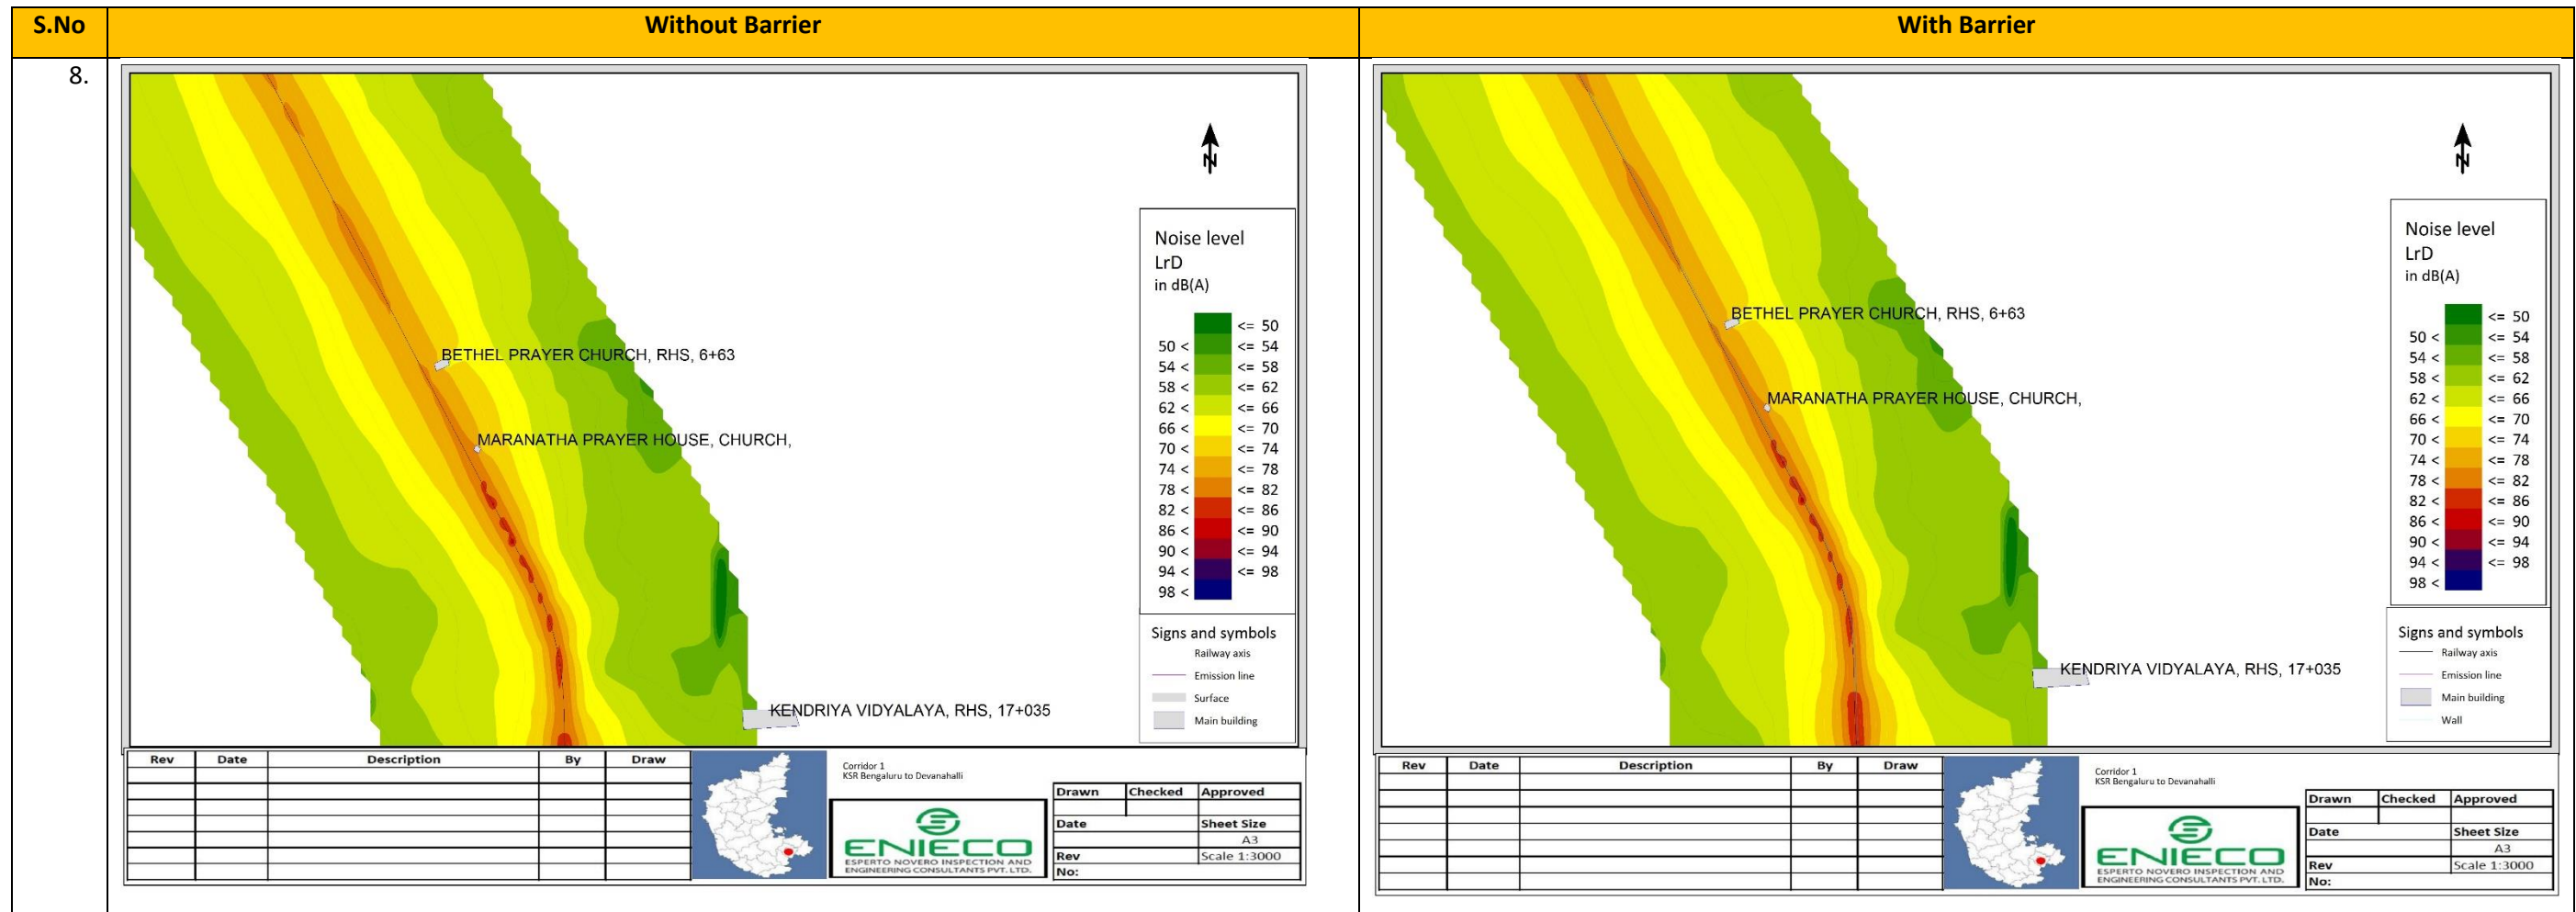 S.No
Without Barrier
With Barrier
8.
N
BETHEL PRAYER CHURCH, RHS, 6+63
MARANATHA PRAYER HOUSE, CHURCH,
KENDRIYA VIDYALAYA, RHS, 17+035
Noise level
LrD
in dB(A)
<= 50
50 < <= 54
54 < <= 58
58 < <= 62
62 < <= 66
66 < <= 70
70 < <= 74
74 < <= 78
78 < <= 82
82 < <= 86
86 < <= 90
90 < <= 94
94 < <= 98
98 <
Signs and symbols
Railway axis
Emission line
Surface
Main building
Rev Date Description By Draw
Corridor 1
KSR Bengaluru to Devanahalli
ENIECO
ESPERTO NOVERO INSPECTION AND
ENGINEERING CONSULTANTS PVT. LTD.
Drawn Checked Approved
Date Sheet Size
A3
Rev Scale 1:3000
No:
N
BETHEL PRAYER CHURCH, RHS, 6+63
MARANATHA PRAYER HOUSE, CHURCH,
KENDRIYA VIDYALAYA, RHS, 17+035
Noise level
LrD
in dB(A)
<= 50
50 < <= 54
54 < <= 58
58 < <= 62
62 < <= 66
66 < <= 70
70 < <= 74
74 < <= 78
78 < <= 82
82 < <= 86
86 < <= 90
90 < <= 94
94 < <= 98
98 <
Signs and symbols
Railway axis
Emission line
Main building
Wall
Rev Date Description By Draw
Corridor 1
KSR Bengaluru to Devanahalli
ENIECO
ESPERTO NOVERO INSPECTION AND
ENGINEERING CONSULTANTS PVT. LTD.
Drawn Checked Approved
Date Sheet Size
A3
Rev Scale 1:3000
No: